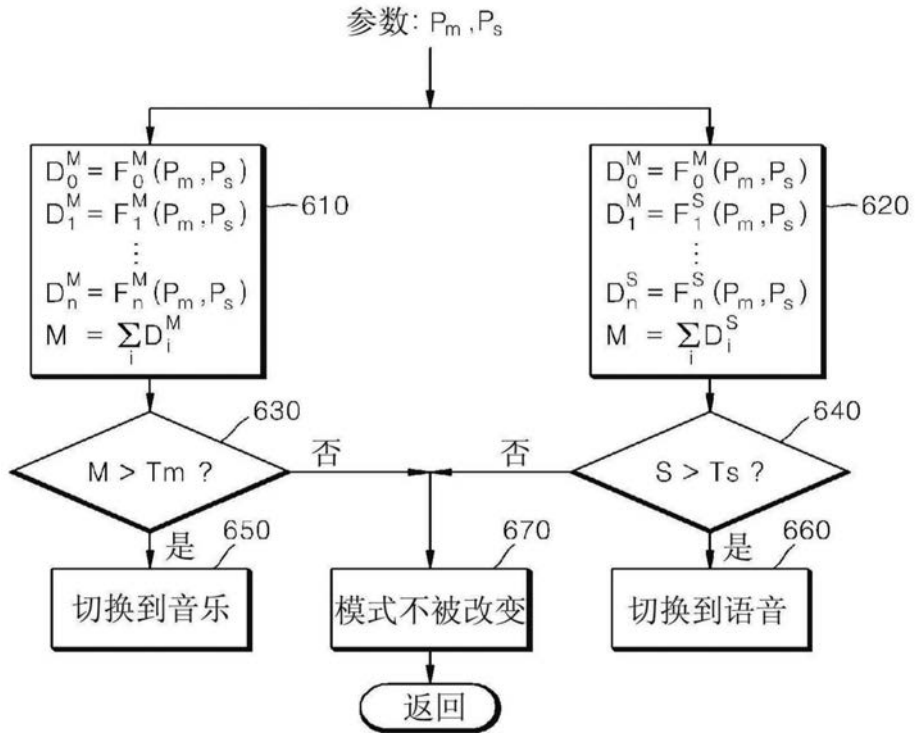 参数: Pₘ, Pₛ
D₀ᴹ = F₀ᴹ (Pₘ, Pₛ)
D₁ᴹ = F₁ᴹ (Pₘ, Pₛ)
⋮
Dₙᴹ = Fₙᴹ (Pₘ, Pₛ)
M = ∑ᵢ Dᵢᴹ
610
D₀ᴹ = F₀ᴹ (Pₘ, Pₛ)
D₁ᴹ = F₁ˢ (Pₘ, Pₛ)
⋮
Dₙˢ = Fₙˢ (Pₘ, Pₛ)
M = ∑ᵢ Dᵢˢ
620
630
M > Tm ?
否
640
S > Ts ?
否
是
650
切换到音乐
670
模式不被改变
是
660
切换到语音
返回